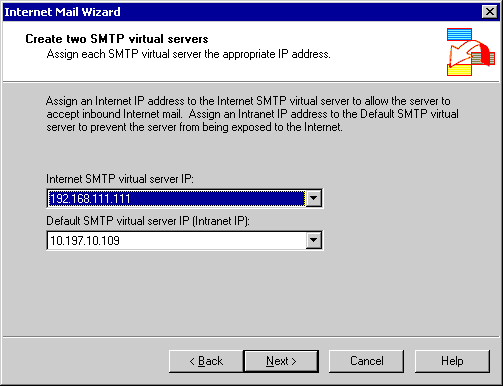 Internet Mail Wizard
Create two SMTP virtual servers
Assign each SMTP virtual server the appropriate IP address.
Assign an Internet IP address to the Internet SMTP virtual server to allow the server to
accept inbound Internet mail.  Assign an Intranet IP address to the Default SMTP virtual
server to prevent the server from being exposed to the Internet.
Internet SMTP virtual server IP:
192.168.111.111
Default SMTP virtual server IP (Intranet IP):
10.197.10.109
< Back
Next >
Cancel
Help